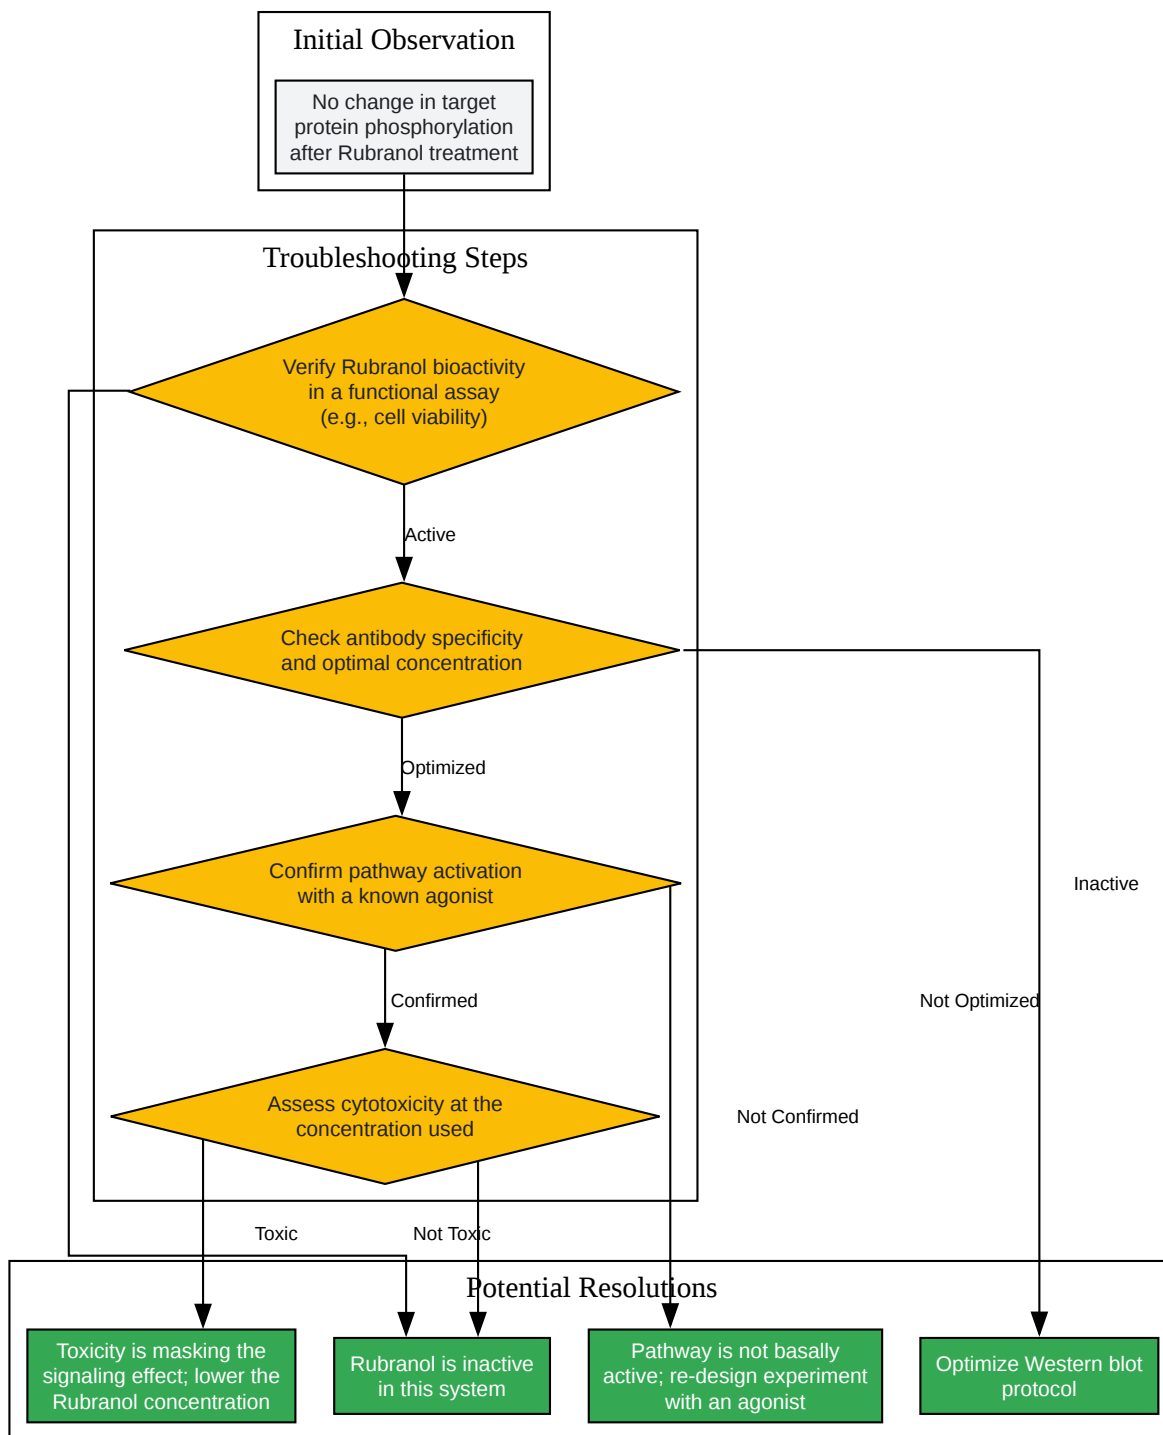 Initial Observation
No change in target
protein phosphorylation
after Rubranol treatment
Troubleshooting Steps
Verify Rubranol bioactivity
in a functional assay
(e.g., cell viability)
Active
Check antibody specificity
and optimal concentration
Optimized
Confirm pathway activation
with a known agonist
Inactive
Confirmed
Not Optimized
Assess cytotoxicity at the
concentration used
Not Confirmed
Toxic
Not Toxic
Potential Resolutions
Toxicity is masking the
signaling effect; lower the
Rubranol concentration
Rubranol is inactive
in this system
Pathway is not basally
active; re-design experiment
with an agonist
Optimize Western blot
protocol